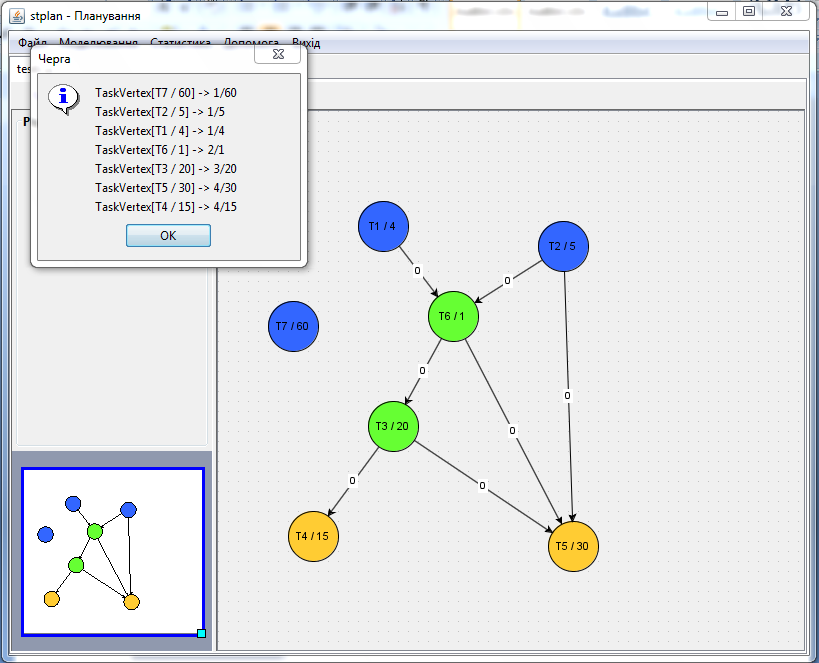 stplan - Планування
Файл Моделювання Статистика Допомога Вихід
Черга
TaskVertex[T7 / 60] -> 1/60
TaskVertex[T2 / 5] -> 1/5
TaskVertex[T1 / 4] -> 1/4
TaskVertex[T6 / 1] -> 2/1
TaskVertex[T3 / 20] -> 3/20
TaskVertex[T5 / 30] -> 4/30
TaskVertex[T4 / 15] -> 4/15
OK
T1 / 4
T2 / 5
0
0
T6 / 1
T7 / 60
0
0
T3 / 20
0
0
0
T4 / 15
T5 / 30